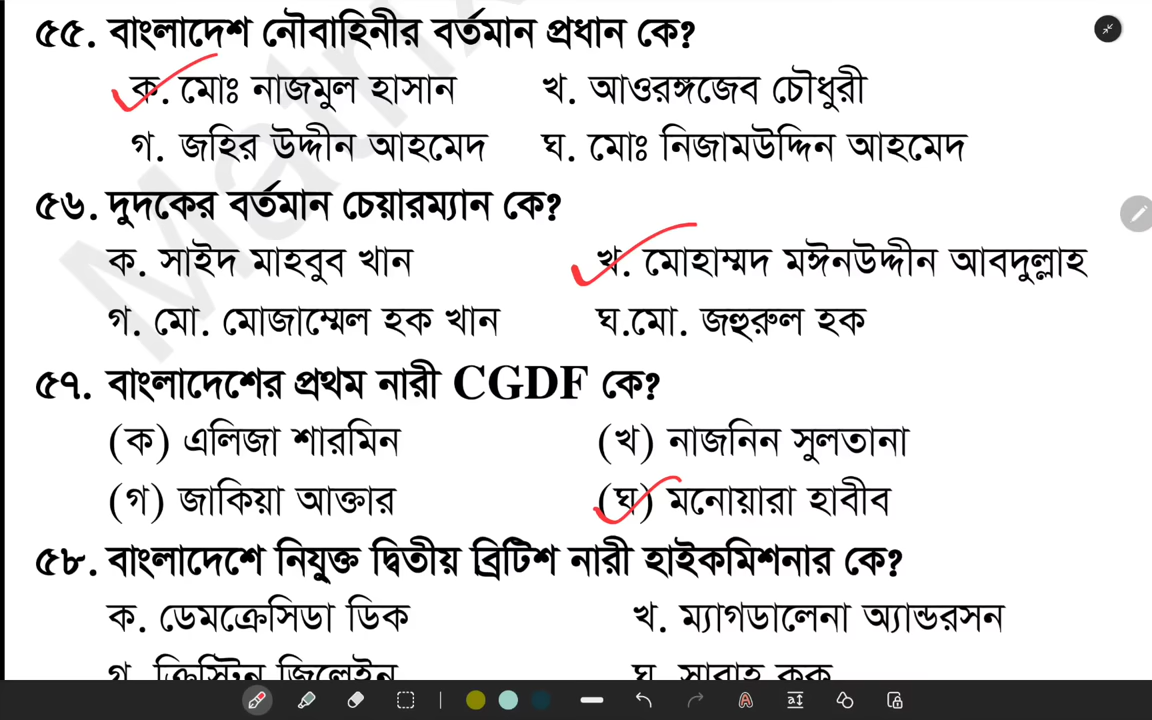 ৫৫. বাংলাদেশ নৌবাহিনীর বর্তমান প্রধান কে?
ক. মোঃ নাজমুল হাসান খ. আওরঙ্গজেব চৌধুরী
গ. জহির উদ্দীন আহমেদ ঘ. মোঃ নিজামউদ্দিন আহমেদ
৫৬. দুদকের বর্তমান চেয়ারম্যান কে?
ক. সাইদ মাহবুব খান খ. মোহাম্মদ মঈনউদ্দীন আবদুল্লাহ
গ. মো. মোজাম্মেল হক খান ঘ.মো. জহুরুল হক
৫৭. বাংলাদেশের প্রথম নারী CGDF কে?
(ক) এলিজা শারমিন (খ) নাজনিন সুলতানা
(গ) জাকিয়া আক্তার (ঘ) মনোয়ারা হাবীব
৫৮. বাংলাদেশে নিযুক্ত দ্বিতীয় ব্রিটিশ নারী হাইকমিশনার কে?
ক. ডেমক্রেসিডা ডিক খ. ম্যাগডালেনা অ্যান্ডরসন
গ. ক্রিস্টিন জিলেইন ঘ. সারাহ কুক
Matrix